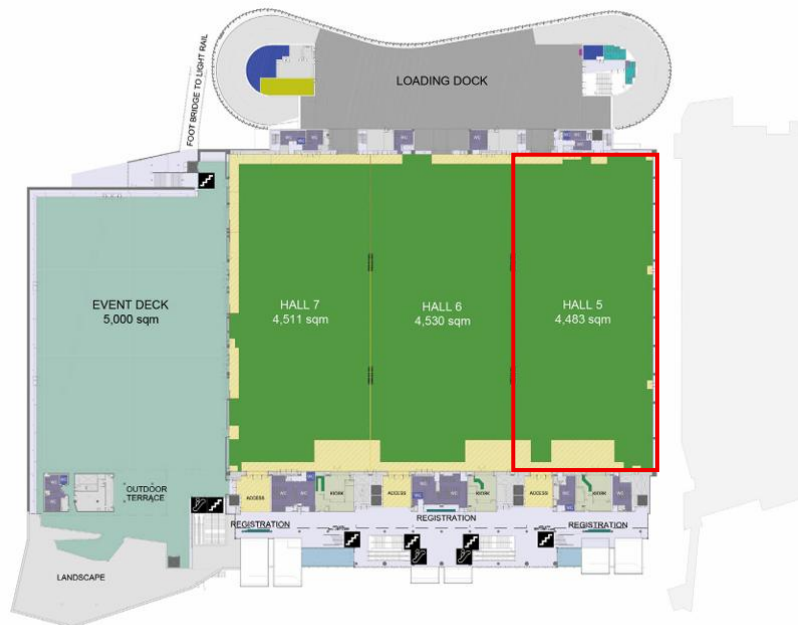 FOOT BRIDGE TO LIGHT RAIL
LOADING DOCK
EVENT DECK
5,000 sqm
HALL 7
4,511 sqm
HALL 6
4,530 sqm
HALL 5
4,483 sqm
OUTDOOR
TERRACE
ACCESS
ACCESS
ACCESS
REGISTRATION
REGISTRATION
REGISTRATION
LANDSCAPE